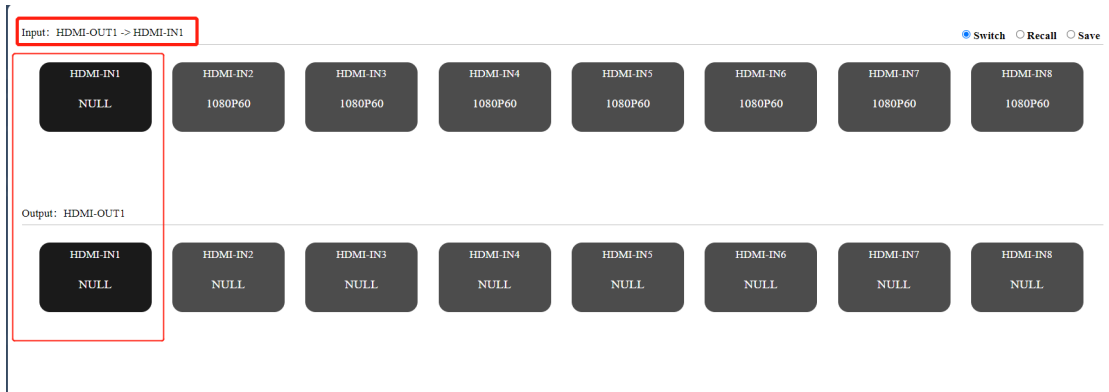 Input: HDMI-OUT1 -> HDMI-IN1
Switch Recall Save
HDMI-IN1 HDMI-IN2 HDMI-IN3 HDMI-IN4 HDMI-IN5 HDMI-IN6 HDMI-IN7 HDMI-IN8
NULL 1080P60 1080P60 1080P60 1080P60 1080P60 1080P60 1080P60
Output: HDMI-OUT1
HDMI-IN1 HDMI-IN2 HDMI-IN3 HDMI-IN4 HDMI-IN5 HDMI-IN6 HDMI-IN7 HDMI-IN8
NULL NULL NULL NULL NULL NULL NULL NULL